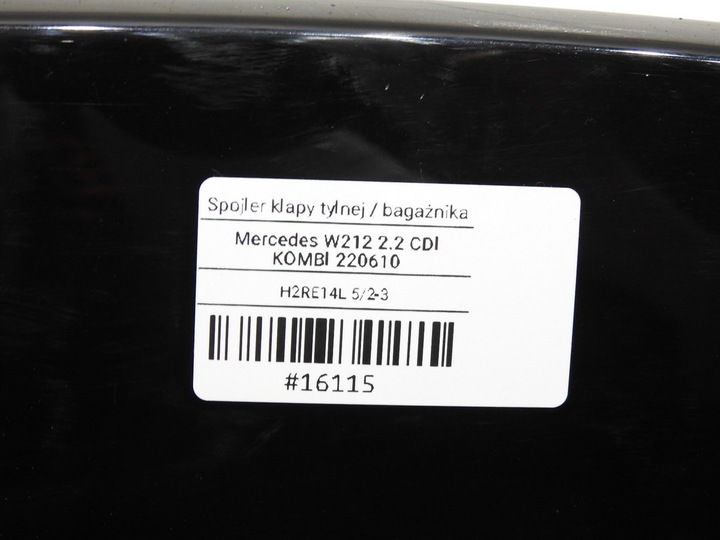 Spojler klapy tylnej / bagażnika
Mercedes W212 2.2 CDI
KOMBI 220610
H2RE14L 5/2-3
#16115